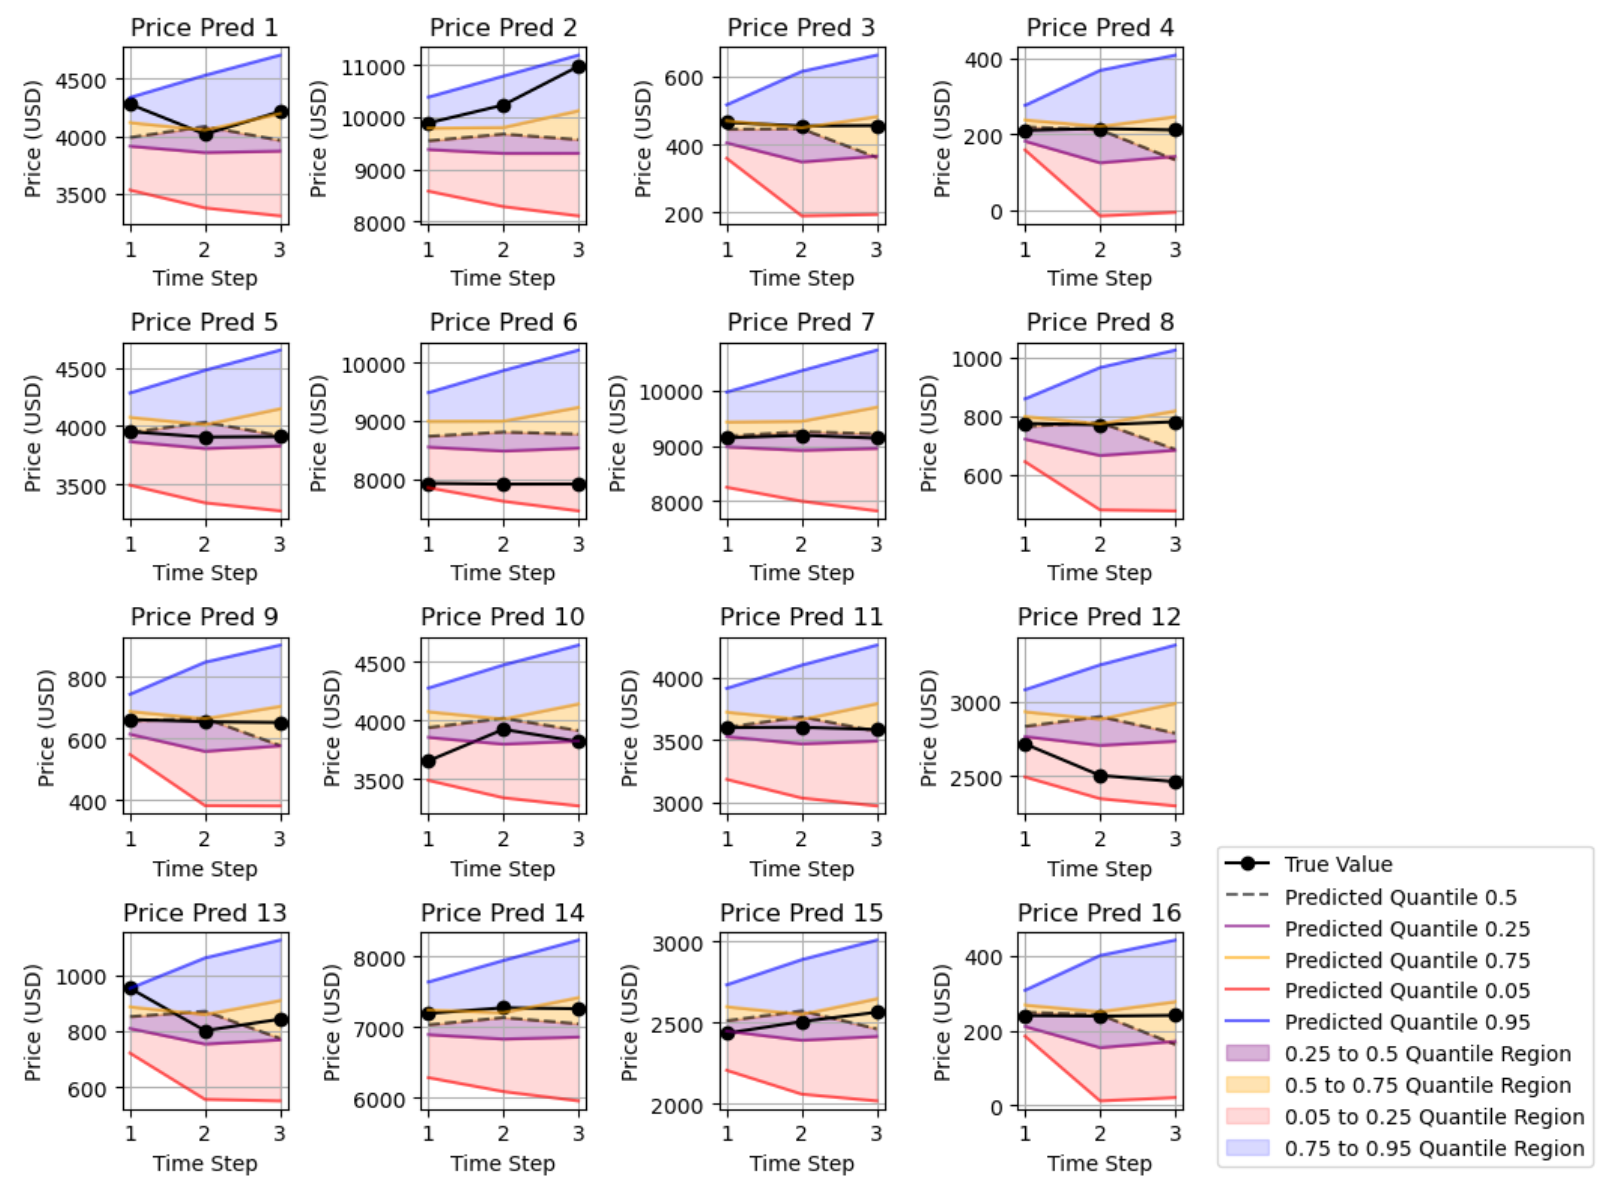 Price Pred 1
Price (USD)
4500
4000
3500
1 2 3
Time Step
Price Pred 2
Price (USD)
11000
10000
9000
8000
1 2 3
Time Step
Price Pred 3
Price (USD)
600
400
200
1 2 3
Time Step
Price Pred 4
Price (USD)
400
200
0
1 2 3
Time Step
Price Pred 5
Price (USD)
4500
4000
3500
1 2 3
Time Step
Price Pred 6
Price (USD)
10000
9000
8000
1 2 3
Time Step
Price Pred 7
Price (USD)
10000
9000
8000
1 2 3
Time Step
Price Pred 8
Price (USD)
1000
800
600
1 2 3
Time Step
Price Pred 9
Price (USD)
800
600
400
1 2 3
Time Step
Price Pred 10
Price (USD)
4500
4000
3500
1 2 3
Time Step
Price Pred 11
Price (USD)
4000
3500
3000
1 2 3
Time Step
Price Pred 12
Price (USD)
3000
2500
1 2 3
Time Step
Price Pred 13
Price (USD)
1000
800
600
1 2 3
Time Step
Price Pred 14
Price (USD)
8000
7000
6000
1 2 3
Time Step
Price Pred 15
Price (USD)
3000
2500
2000
1 2 3
Time Step
Price Pred 16
Price (USD)
400
200
0
1 2 3
Time Step
True Value
Predicted Quantile 0.5
Predicted Quantile 0.25
Predicted Quantile 0.75
Predicted Quantile 0.05
Predicted Quantile 0.95
0.25 to 0.5 Quantile Region
0.5 to 0.75 Quantile Region
0.05 to 0.25 Quantile Region
0.75 to 0.95 Quantile Region